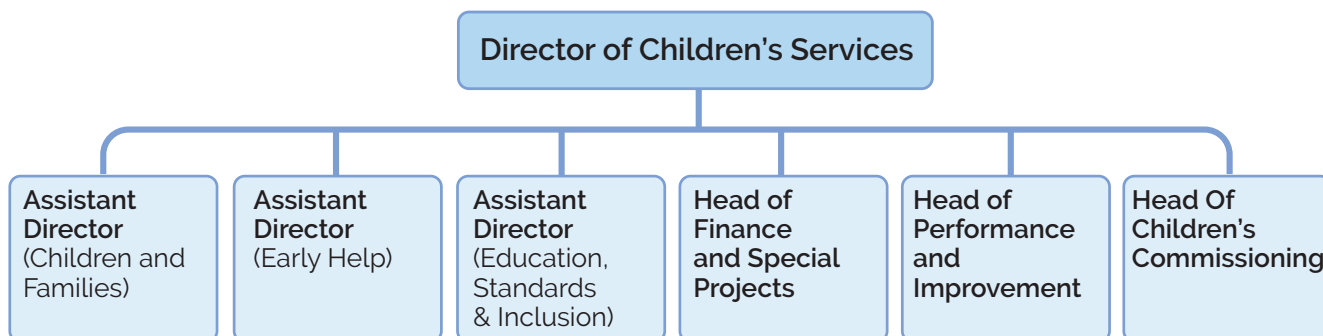 Director of Children’s Services
Assistant
Director
(Children and
Families)
Assistant
Director
(Early Help)
Assistant
Director
(Education,
Standards
& Inclusion)
Head of
Finance
and Special
Projects
Head of
Performance
and
Improvement
Head Of
Children’s
Commissioning